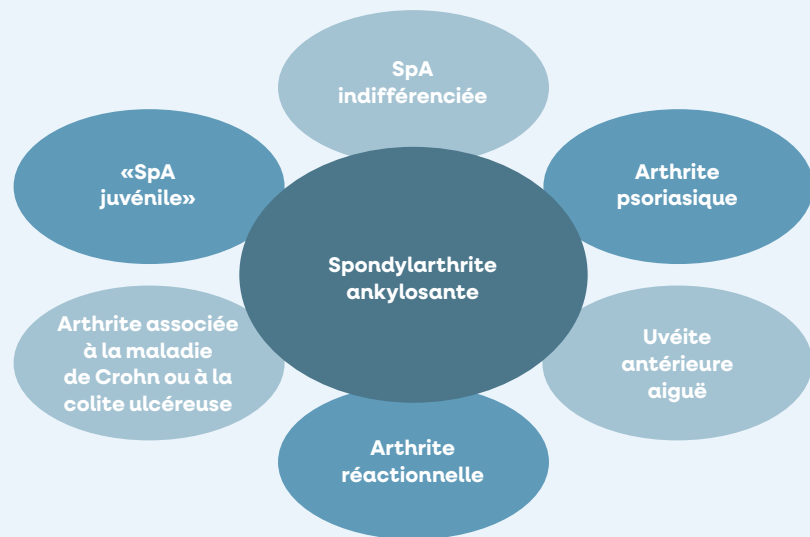 SpA
indifférenciée
«SpA
juvénile»
Arthrite
psoriasique
Spondylarthrite
ankylosante
Arthrite associée
à la maladie
de Crohn ou à la
colite ulcéreuse
Uvéite
antérieure
aiguë
Arthrite
réactionnelle